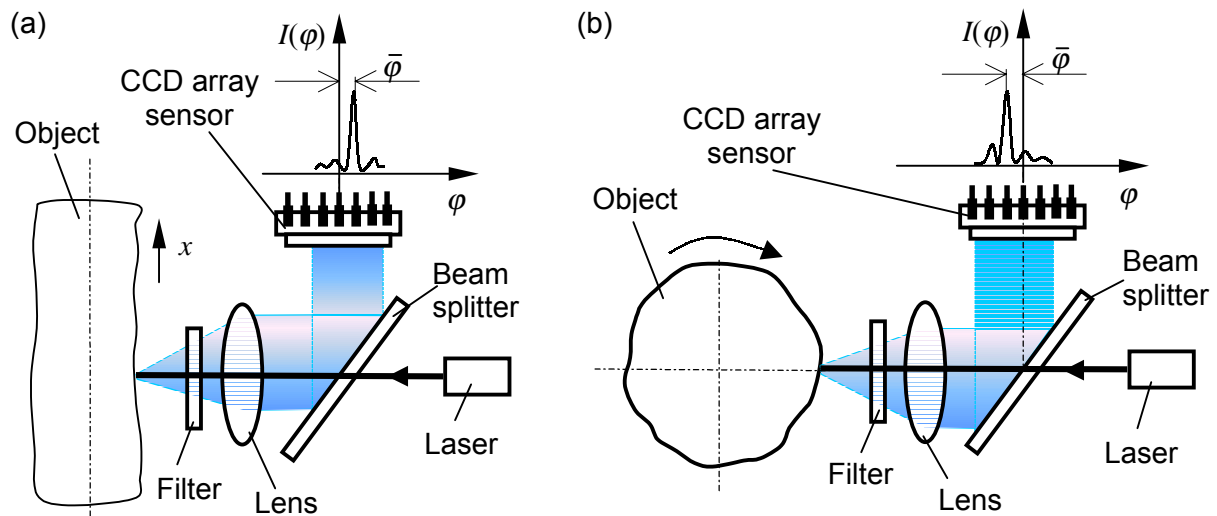 (a)
I(φ)
φ̄
CCD array
sensor
Object
φ
x
Beam
splitter
Laser
Filter
Lens
(b)
I(φ)
φ̄
CCD array
sensor
Object
φ
Beam
splitter
Laser
Filter
Lens